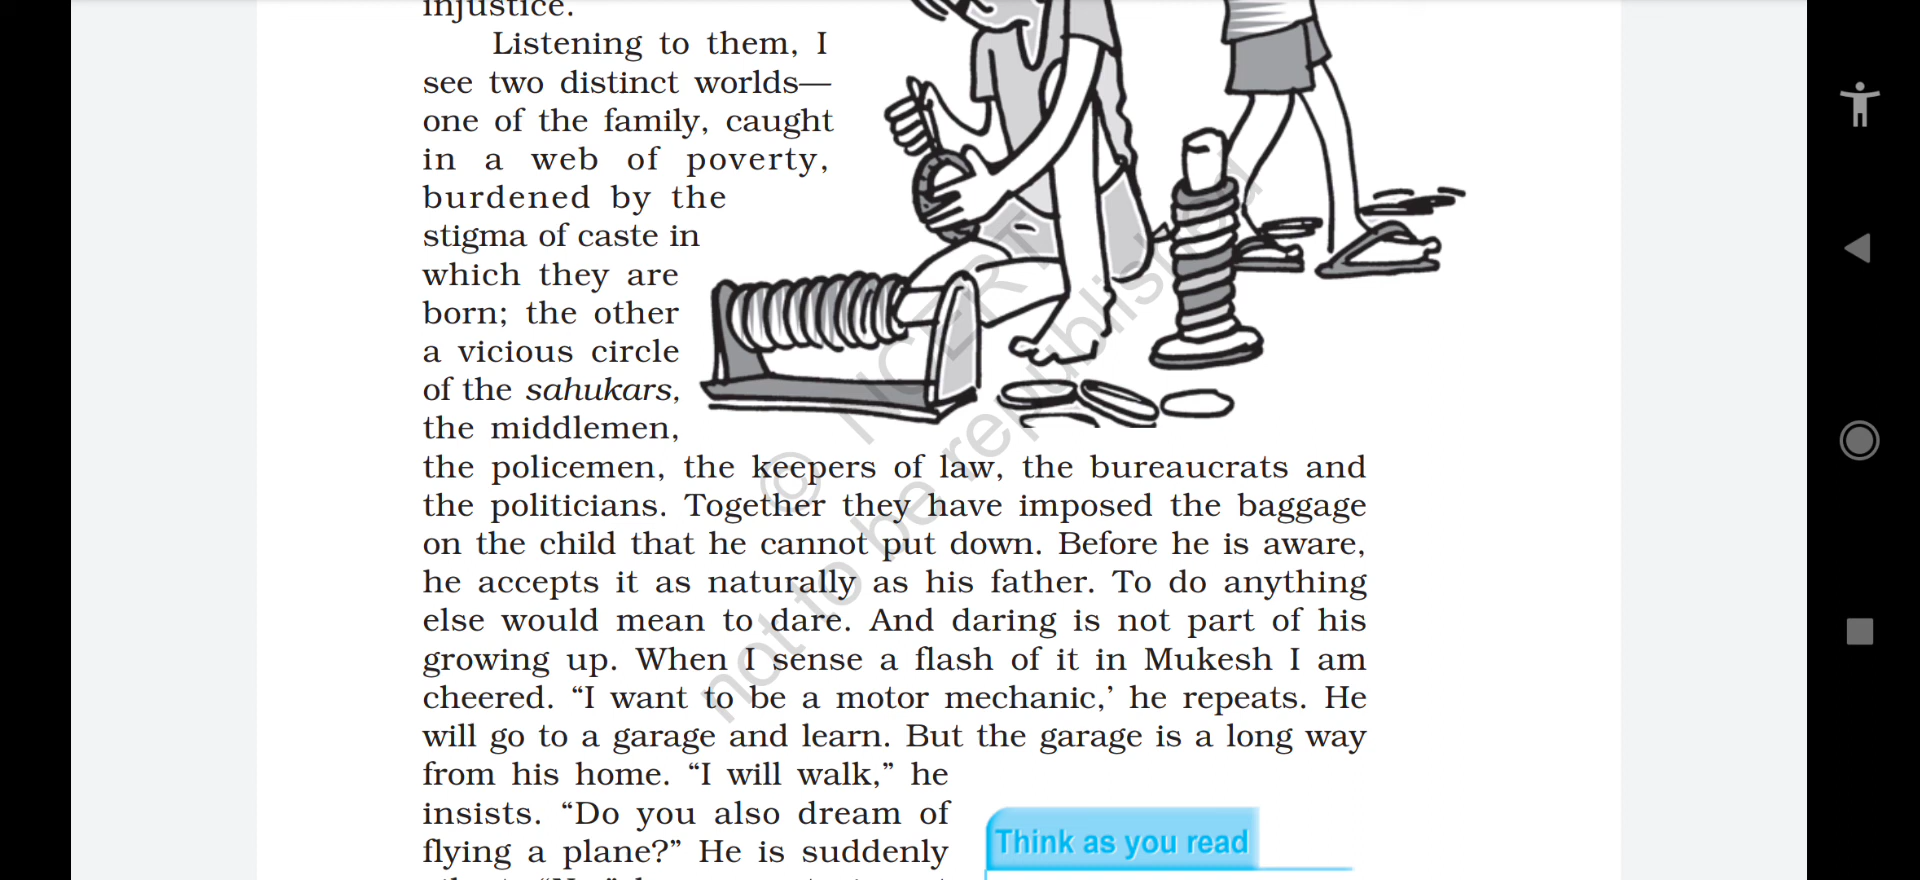 injustice.
Listening to them, I
see two distinct worlds—
one of the family, caught
in a web of poverty,
burdened by the
stigma of caste in
which they are
born; the other
a vicious circle
of the sahukars,
the middlemen,
the policemen, the keepers of law, the bureaucrats and
the politicians. Together they have imposed the baggage
on the child that he cannot put down. Before he is aware,
he accepts it as naturally as his father. To do anything
else would mean to dare. And daring is not part of his
growing up. When I sense a flash of it in Mukesh I am
cheered. “I want to be a motor mechanic,’ he repeats. He
will go to a garage and learn. But the garage is a long way
from his home. “I will walk,” he
insists. “Do you also dream of
flying a plane?” He is suddenly
Think as you read
© NCERT
not to be republished